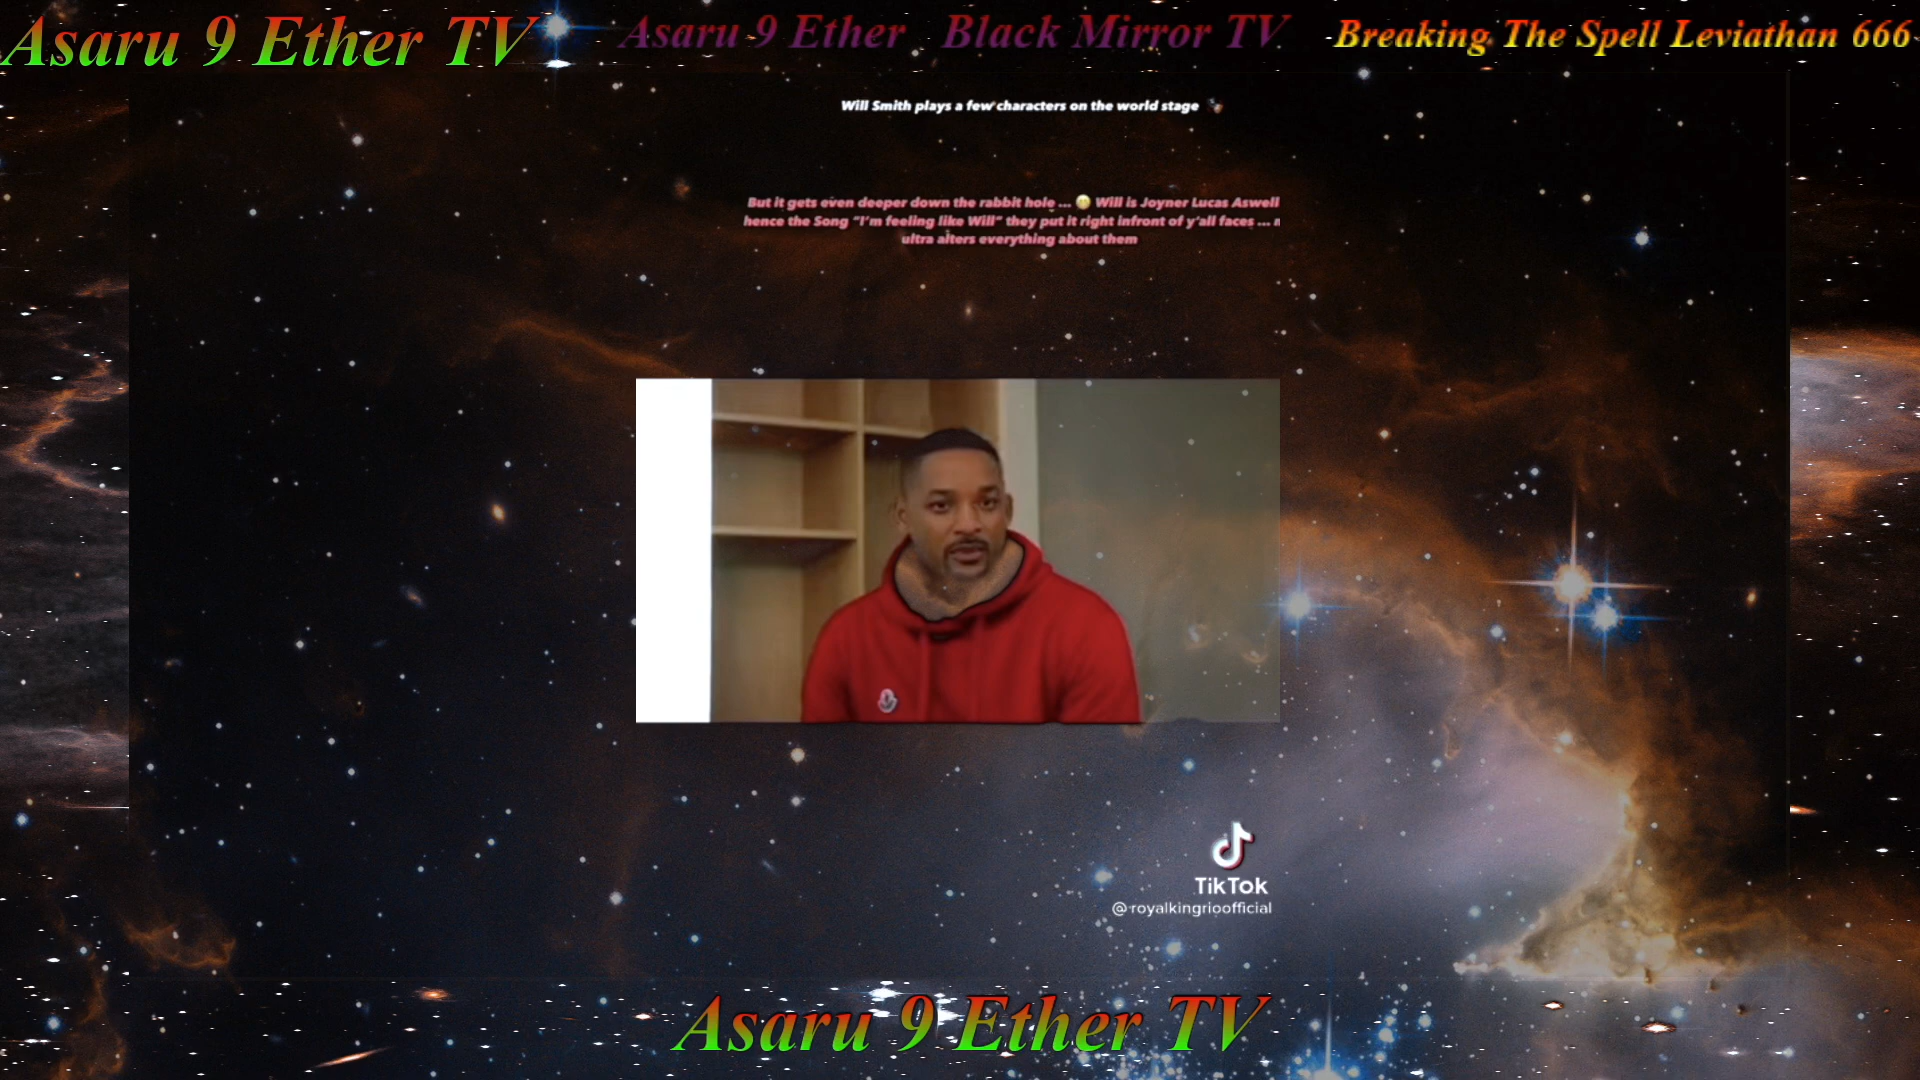 Asaru 9 Ether TV
Asaru 9 Ether Black Mirror TV
Breaking The Spell Leviathan 666
Will Smith plays a few characters on the world stage
But it gets even deeper down the rabbit hole ... 😁 Will is Joyner Lucas Aswell
hence the Song “I’m feeling like Will” they put it right infront of y’all faces ...
ultra alters everything about them
TikTok
@royalkingrioofficial
Asaru 9 Ether TV